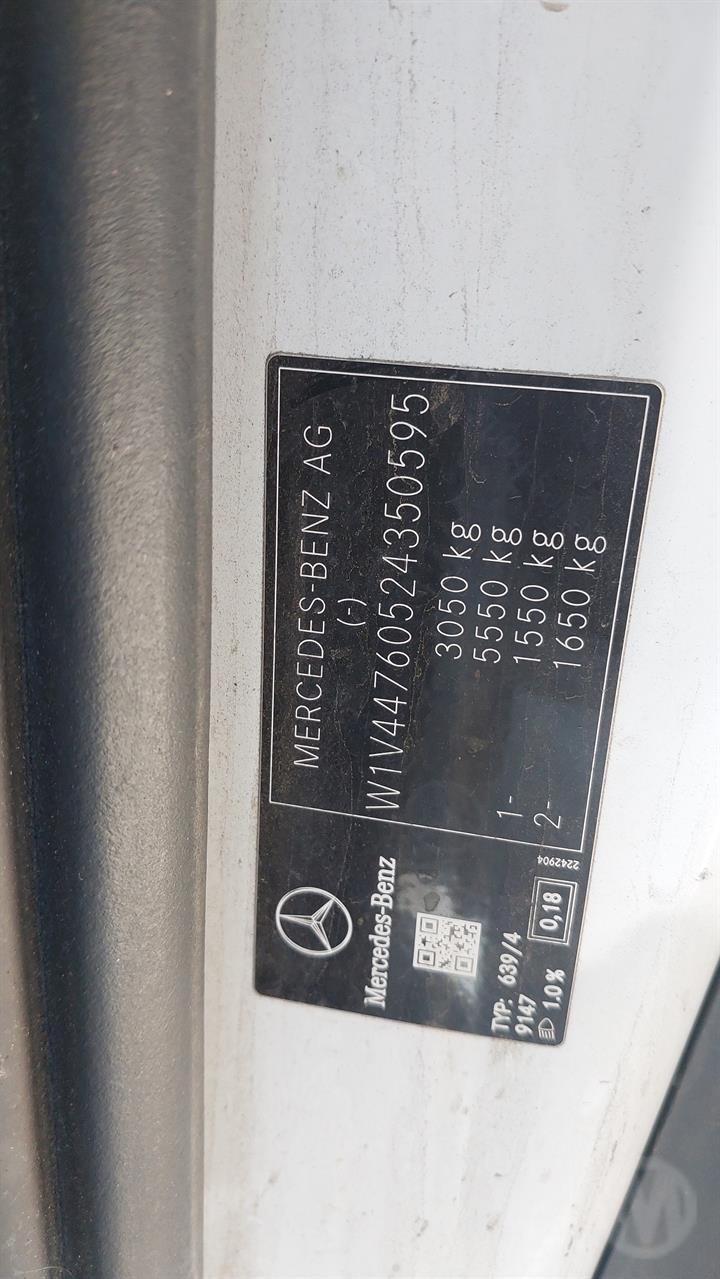 MERCEDES-BENZ AG
(-)
W1V44760524350595
3050 kg
5550 kg
1- 1550 kg
2- 1650 kg
Mercedes-Benz
TYP: 639/4
9147
1.0 %
0,18
2242904
M